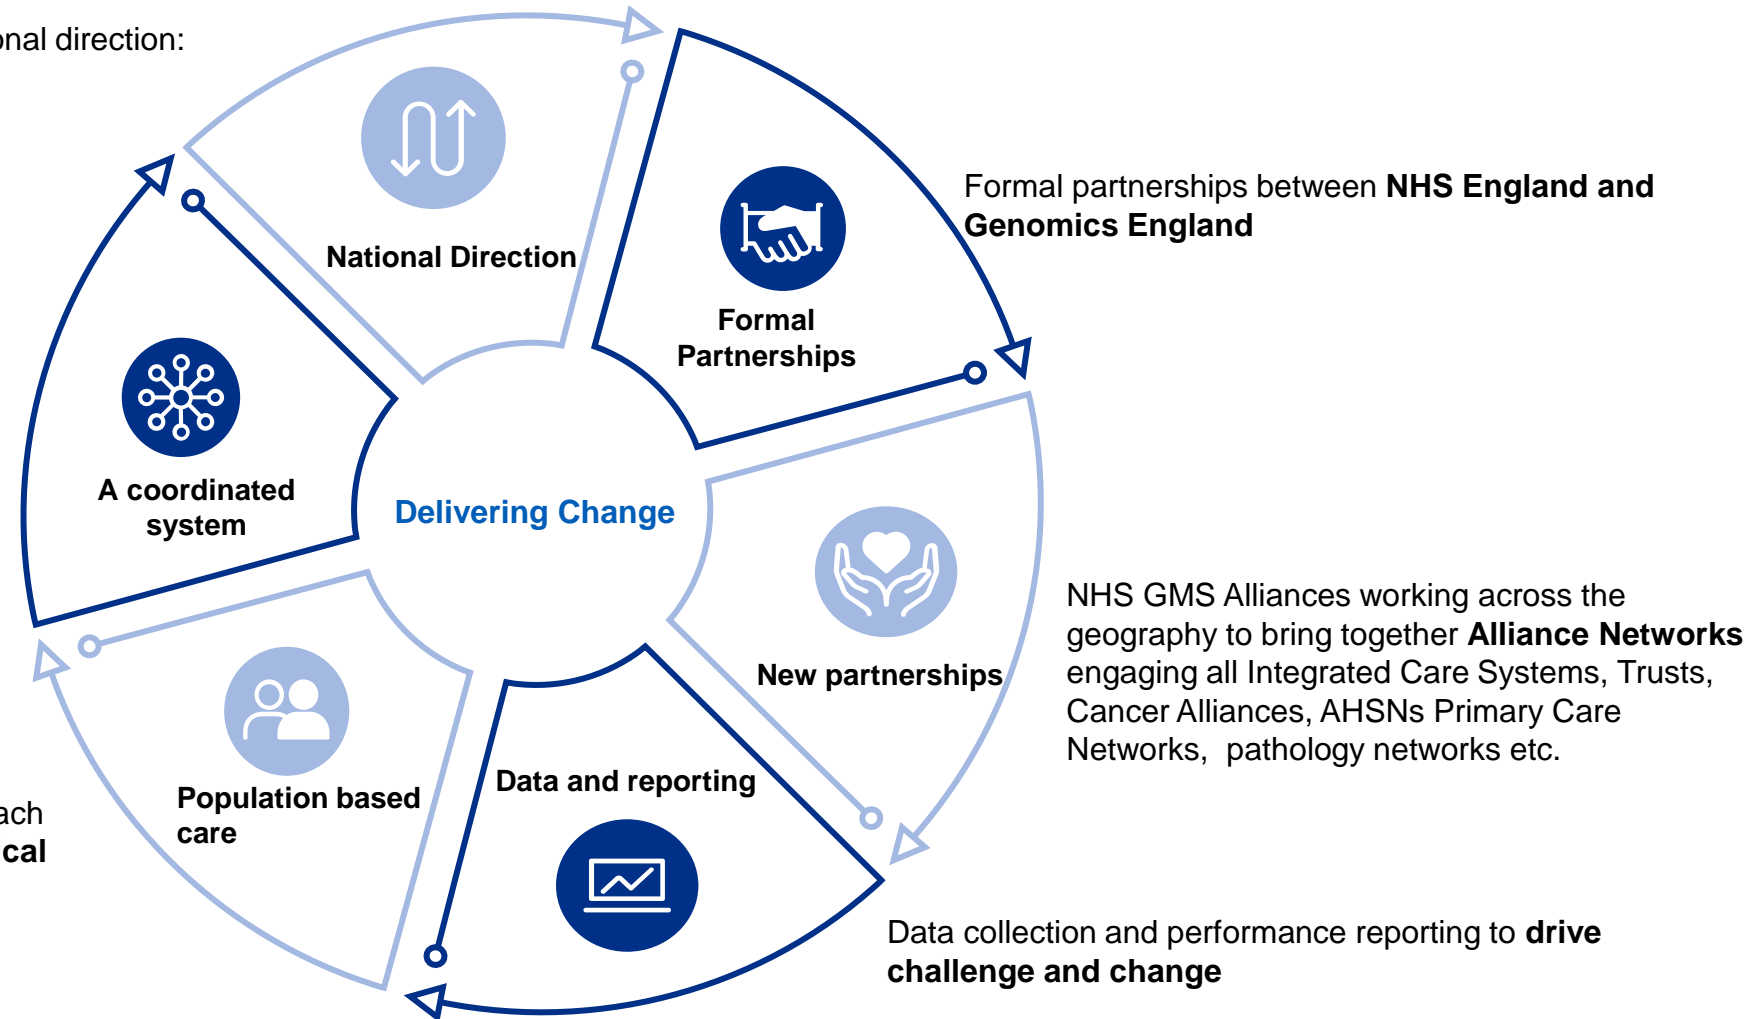 onal direction:
National Direction
Formal
Partnerships
Formal partnerships between NHS England and
Genomics England
A coordinated
system
Delivering Change
New partnerships
NHS GMS Alliances working across the
geography to bring together Alliance Networks
engaging all Integrated Care Systems, Trusts,
Cancer Alliances, AHSNs Primary Care
Networks, pathology networks etc.
Population based
care
Data and reporting
ach
cal
Data collection and performance reporting to drive
challenge and change